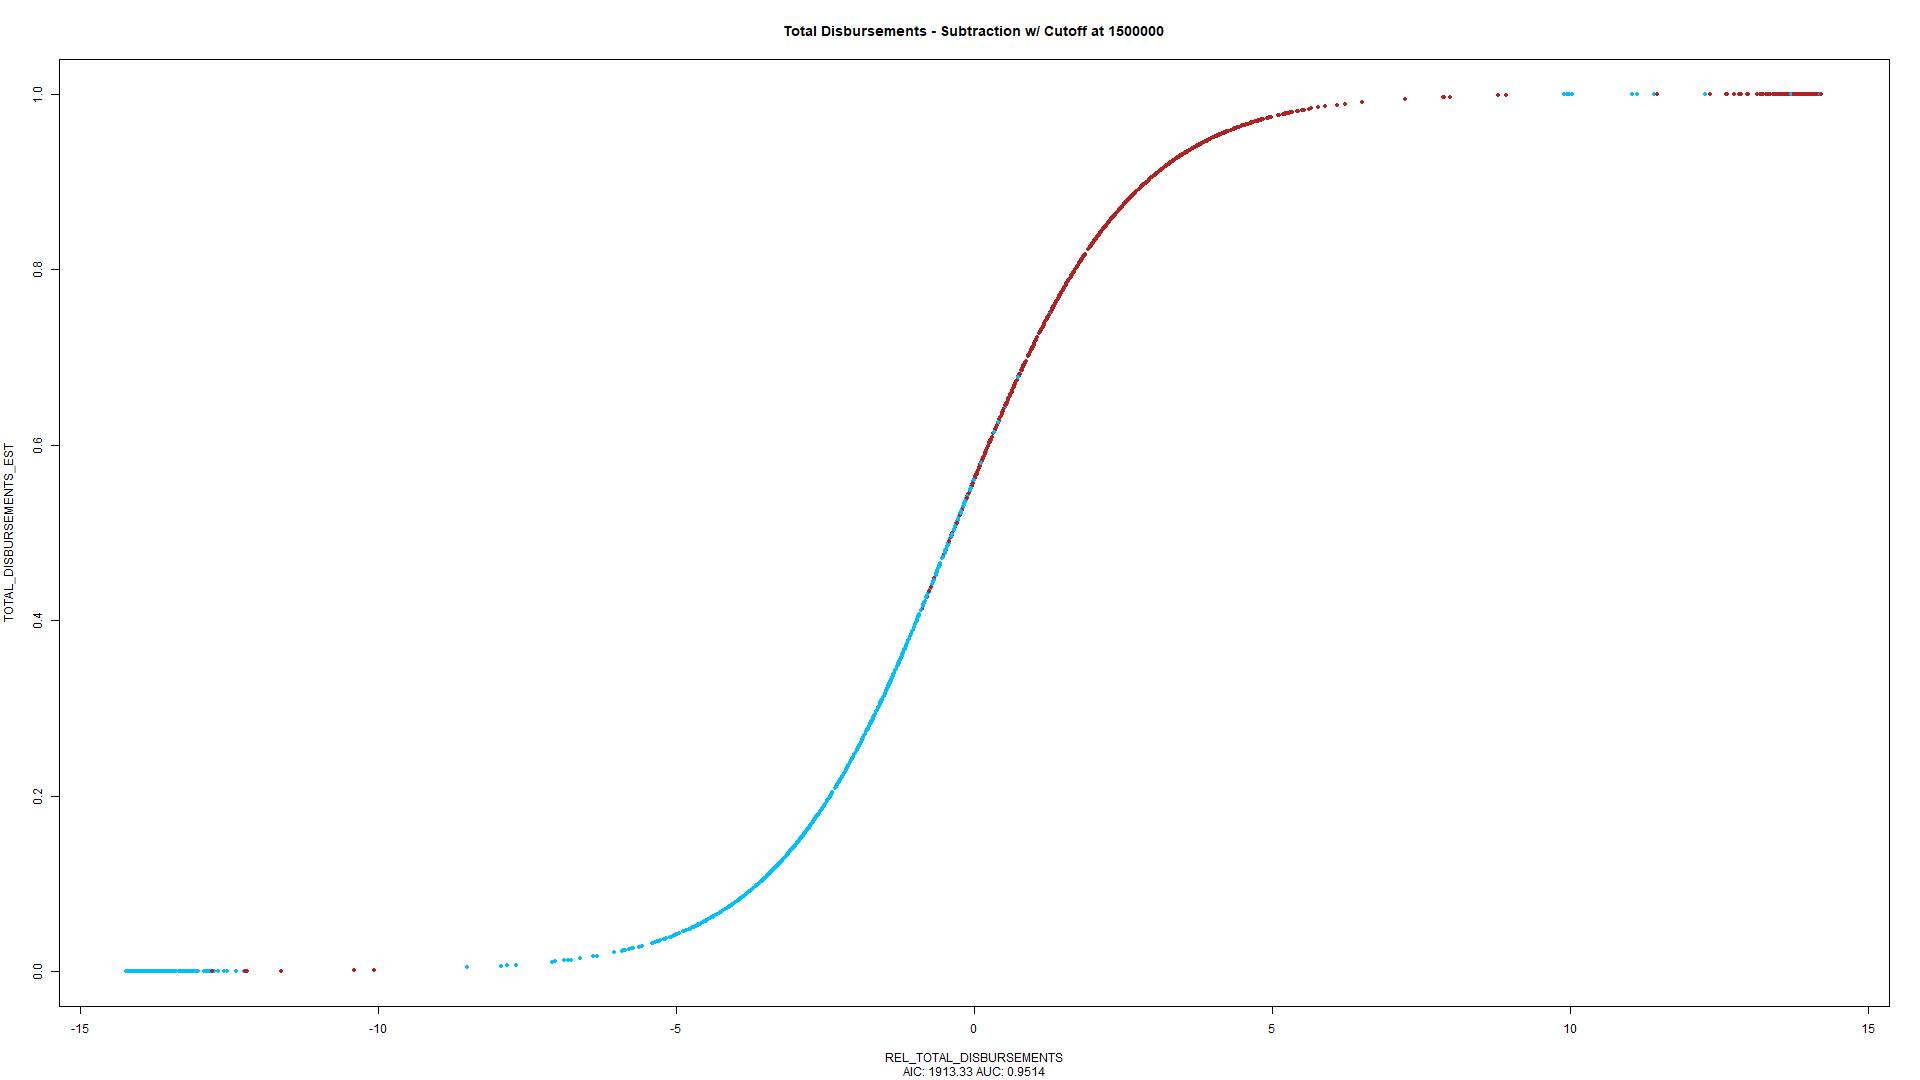 Total Disbursements - Subtraction w/ Cutoff at 1500000
TOTAL_DISBURSEMENTS_EST
1.0
0.8
0.6
0.4
0.2
0.0
-15 -10 -5 0 5 10 15
REL_TOTAL_DISBURSEMENTS
AIC: 1913.33 AUC: 0.9514